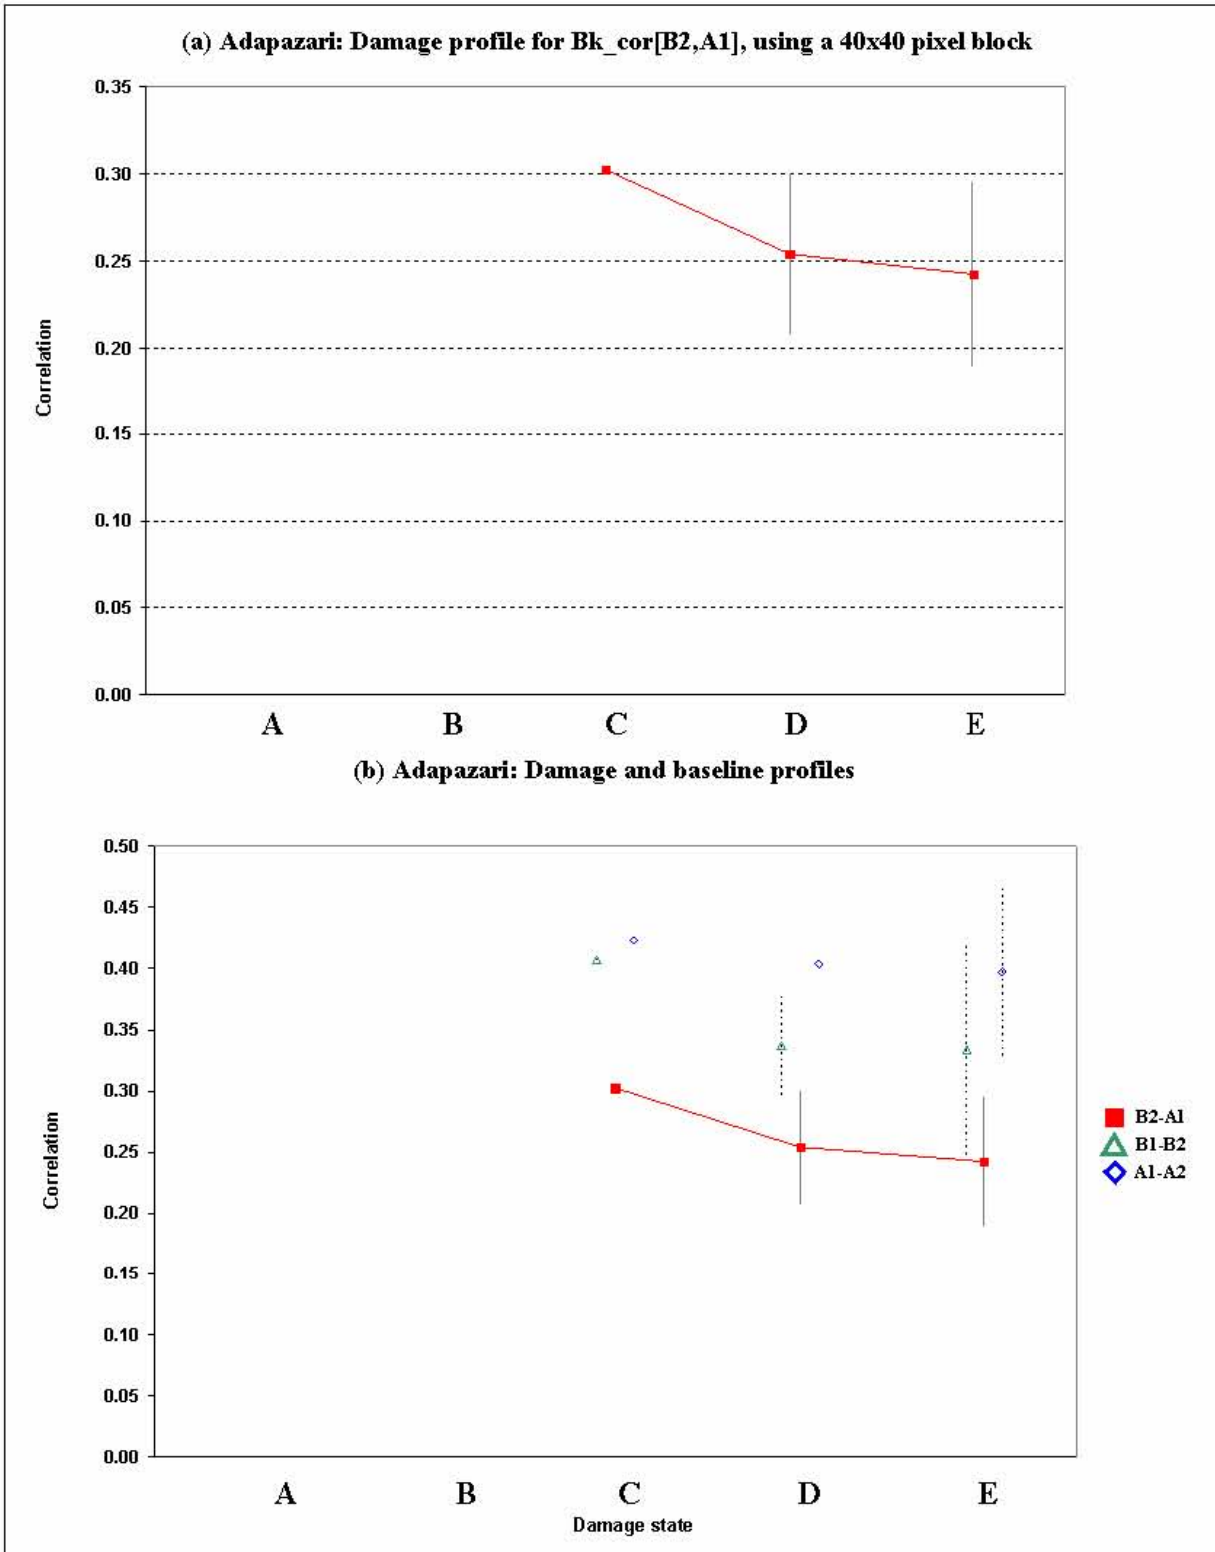 (a) Adapazari: Damage profile for Bk_cor[B2,A1], using a 40x40 pixel block
0.35
0.30
0.25
0.20
0.15
0.10
0.05
0.00
Correlation
A B C D E
(b) Adapazari: Damage and baseline profiles
0.50
0.45
0.40
0.35
0.30
0.25
0.20
0.15
0.10
0.05
0.00
Correlation
B2-A1
B1-B2
A1-A2
A B C D E
Damage state